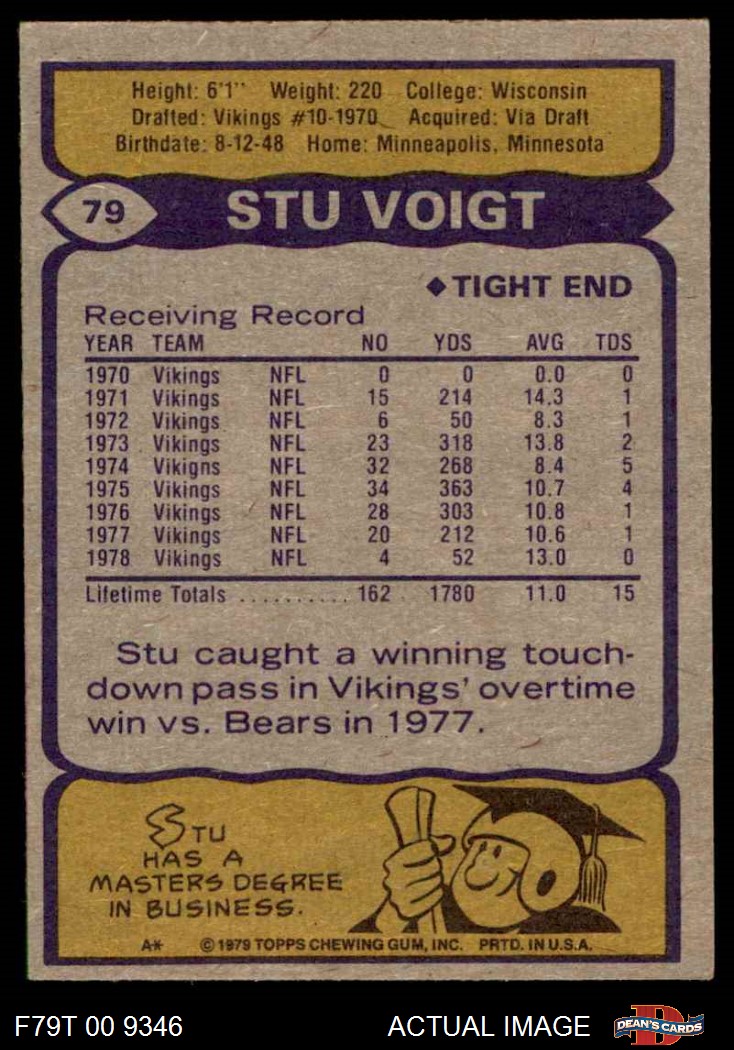 Height: 6'1'' Weight: 220 College: Wisconsin
Drafted: Vikings #10-1970 Acquired: Via Draft
Birthdate: 8-12-48 Home: Minneapolis, Minnesota
79 STU VOIGT
◆TIGHT END
Receiving Record
YEAR TEAM NO YDS AVG TDS
1970 Vikings NFL 0 0 0.0 0
1971 Vikings NFL 15 214 14.3 1
1972 Vikings NFL 6 50 8.3 1
1973 Vikings NFL 23 318 13.8 2
1974 Vikigns NFL 32 268 8.4 5
1975 Vikings NFL 34 363 10.7 4
1976 Vikings NFL 28 303 10.8 1
1977 Vikings NFL 20 212 10.6 1
1978 Vikings NFL 4 52 13.0 0
Lifetime Totals .......... 162 1780 11.0 15
Stu caught a winning touch-
down pass in Vikings' overtime
win vs. Bears in 1977.
STU
HAS A
MASTERS DEGREE
IN BUSINESS.
A* ©1979 TOPPS CHEWING GUM, INC. PRTD. IN U.S.A.
F79T 00 9346 ACTUAL IMAGE D DEAN'S CARDS